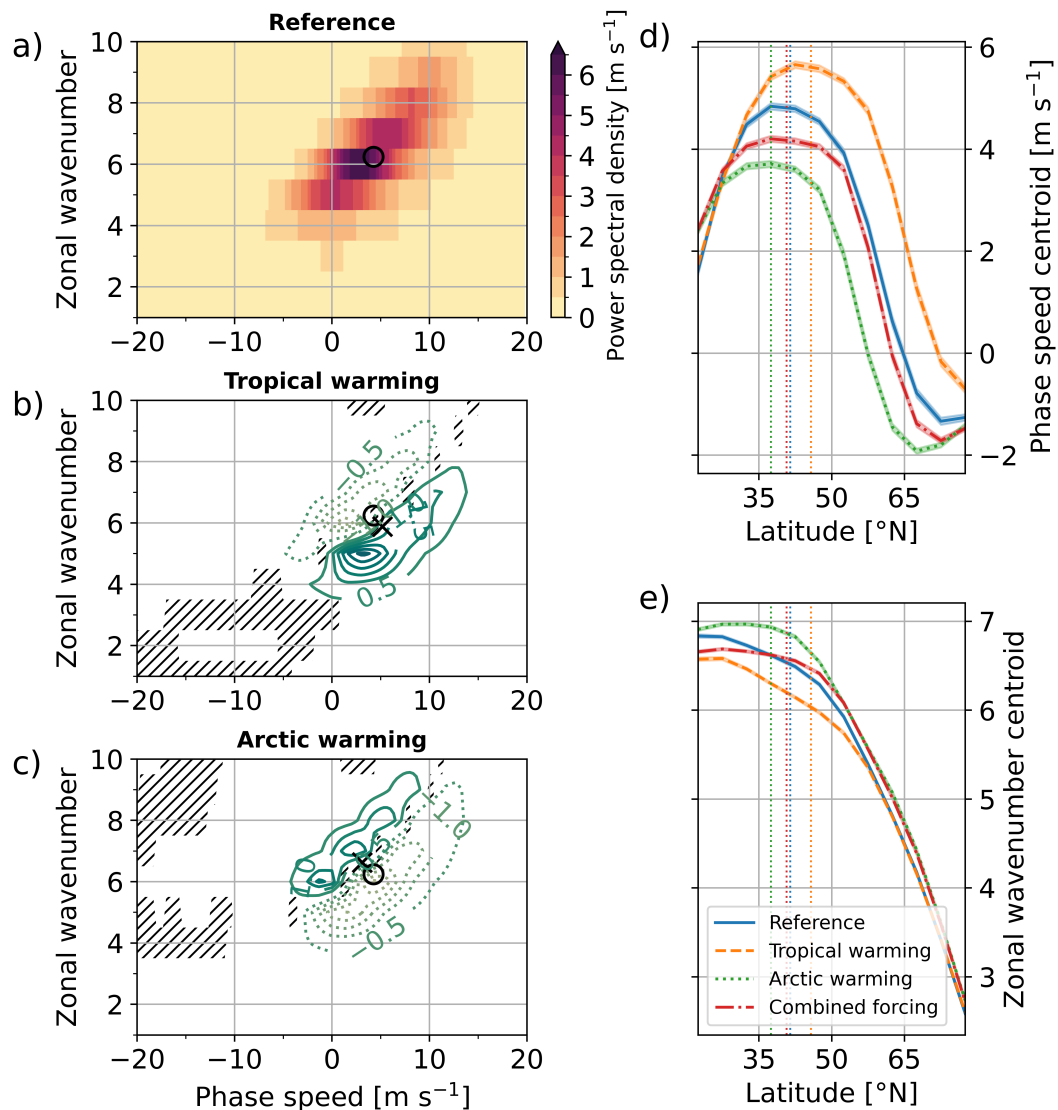 a)
Reference
Zonal wavenumber
10
8
6
4
2
−20
−10
0
10
20
6
5
4
3
2
1
0
Power spectral density [m s⁻¹]
b)
Tropical warming
Zonal wavenumber
10
8
6
4
2
−0.5
0.5
−20
−10
0
10
20
c)
Arctic warming
Zonal wavenumber
10
8
6
4
2
−1.0
−0.5
−20
−10
0
10
20
Phase speed [m s⁻¹]
d)
6
4
2
0
−2
Phase speed centroid [m s⁻¹]
35
50
65
Latitude [°N]
e)
7
6
5
4
3
Zonal wavenumber centroid
Reference
Tropical warming
Arctic warming
Combined forcing
35
50
65
Latitude [°N]